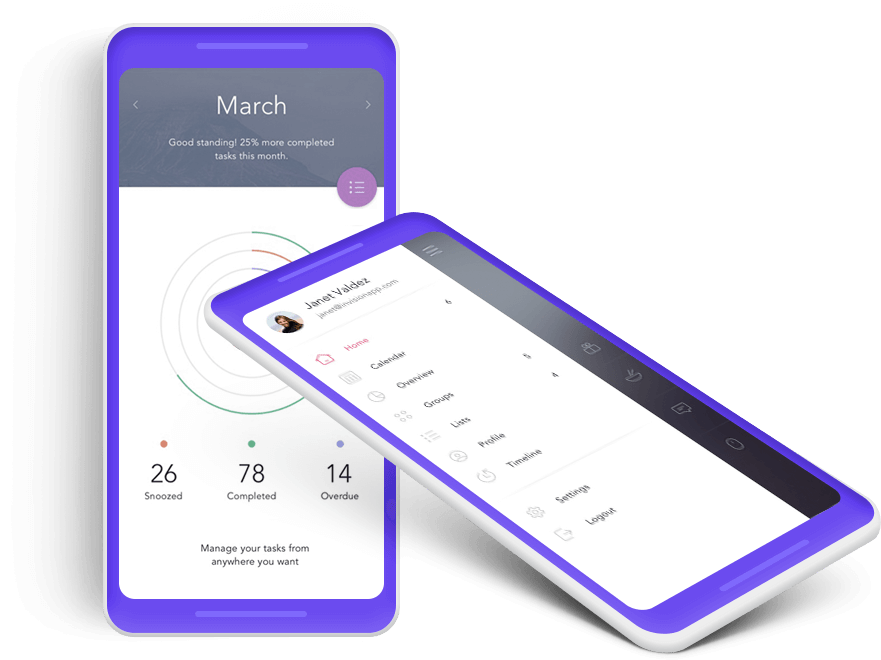 March
Good standing! 25% more completed
tasks this month.
26
78
14
Snoozed
Completed
Overdue
Manage your tasks from
anywhere you want
Janet Valdez
janet@invisionapp.com
Home
6
Calendar
Overview
Groups
5
Lists
4
Profile
Timeline
Settings
Logout